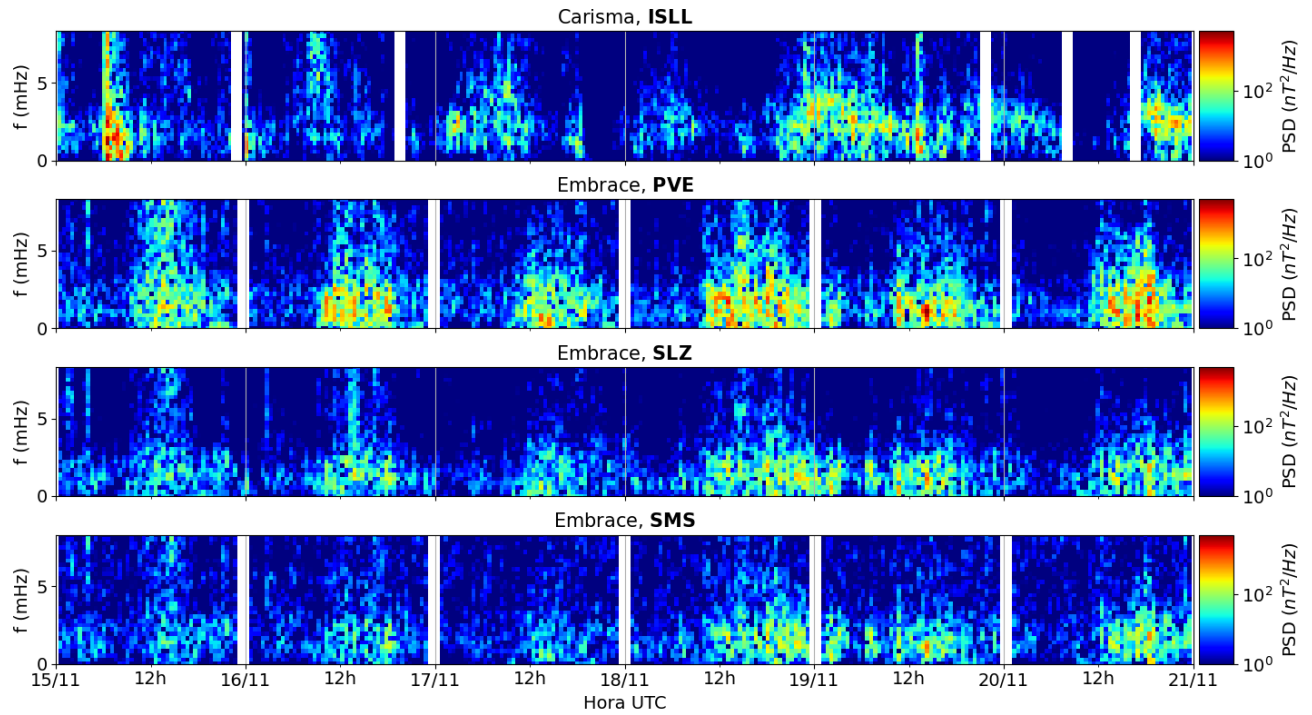 Carisma, ISLL
f (mHz)
5
0
10²
10⁰
PSD (nT²/Hz)
Embrace, PVE
f (mHz)
5
0
10²
10⁰
PSD (nT²/Hz)
Embrace, SLZ
f (mHz)
5
0
10²
10⁰
PSD (nT²/Hz)
Embrace, SMS
f (mHz)
5
0
10²
10⁰
PSD (nT²/Hz)
15/11 12h 16/11 12h 17/11 12h 18/11 12h 19/11 12h 20/11 12h 21/11
Hora UTC